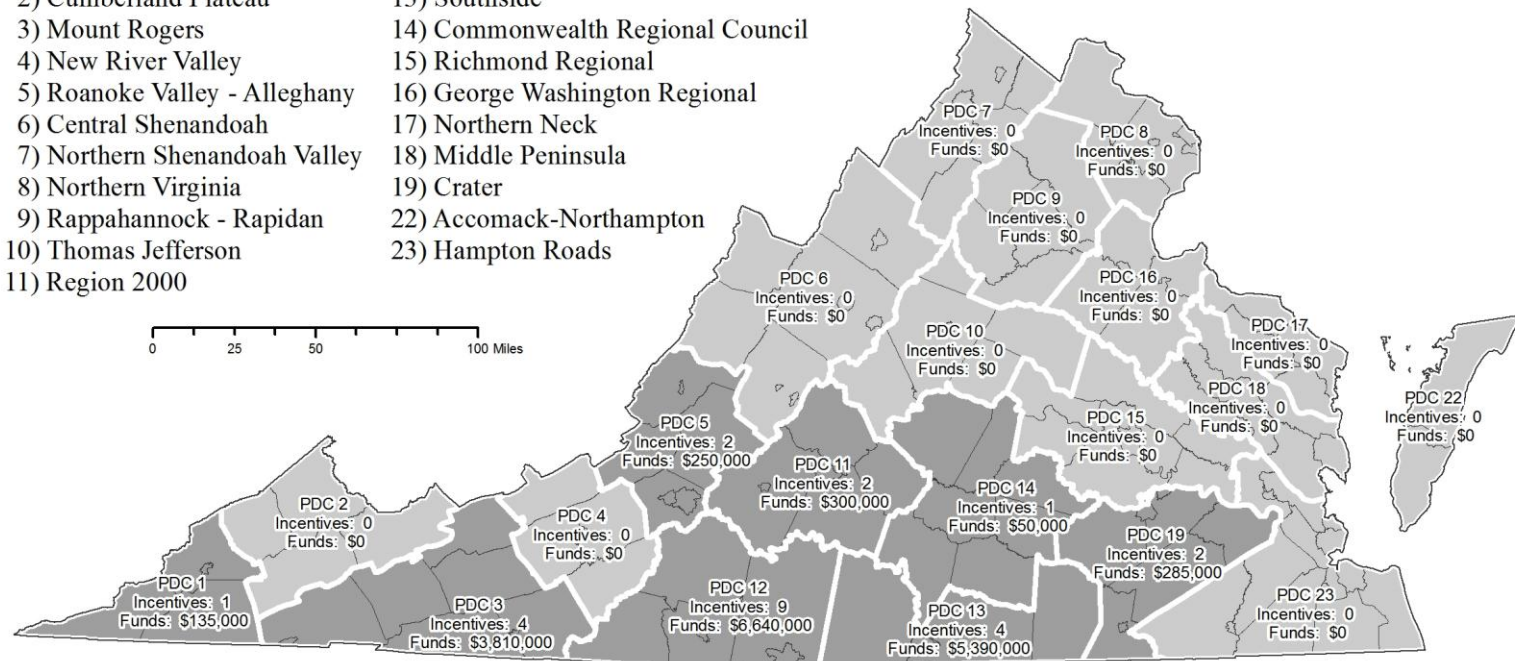 2) Cumberland Plateau
3) Mount Rogers
4) New River Valley
5) Roanoke Valley - Alleghany
6) Central Shenandoah
7) Northern Shenandoah Valley
8) Northern Virginia
9) Rappahannock - Rapidan
10) Thomas Jefferson
11) Region 2000
13) Southside
14) Commonwealth Regional Council
15) Richmond Regional
16) George Washington Regional
17) Northern Neck
18) Middle Peninsula
19) Crater
22) Accomack-Northampton
23) Hampton Roads
0 25 50 100 Miles
PDC 7
Incentives: 0
Funds: $0
PDC 8
Incentives: 0
Funds: $0
PDC 9
Incentives: 0
Funds: $0
PDC 6
Incentives: 0
Funds: $0
PDC 16
Incentives: 0
Funds: $0
PDC 10
Incentives: 0
Funds: $0
PDC 17
Incentives: 0
Funds: $0
PDC 18
Incentives: 0
Funds: $0
PDC 22
Incentives: 0
Funds: $0
PDC 5
Incentives: 2
Funds: $250,000
PDC 15
Incentives: 0
Funds: $0
PDC 11
Incentives: 2
Funds: $300,000
PDC 14
Incentives: 1
Funds: $50,000
PDC 2
Incentives: 0
Funds: $0
PDC 4
Incentives: 0
Funds: $0
PDC 19
Incentives: 2
Funds: $285,000
PDC 1
Incentives: 1
Funds: $135,000
PDC 3
Incentives: 4
Funds: $3,810,000
PDC 12
Incentives: 9
Funds: $6,640,000
PDC 13
Incentives: 4
Funds: $5,390,000
PDC 23
Incentives: 0
Funds: $0